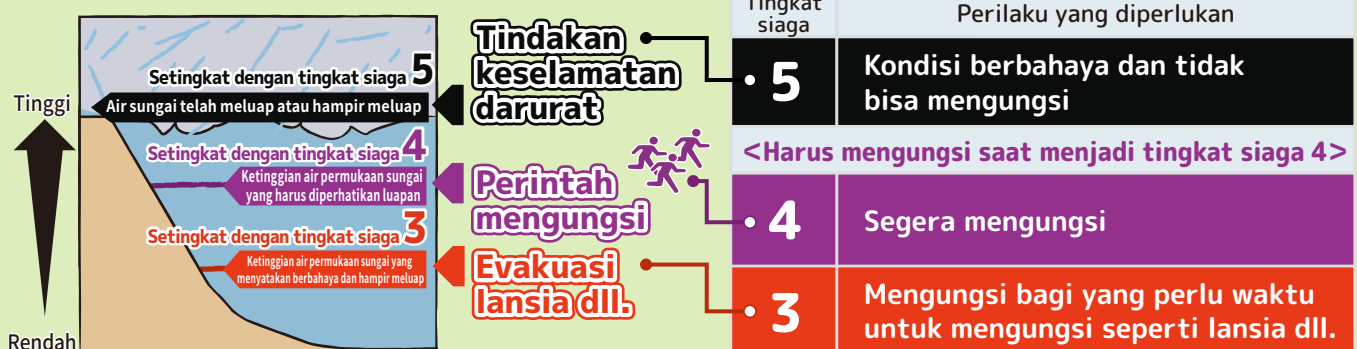 Tinggi
Rendah
Setingkat dengan tingkat siaga 5
Air sungai telah meluap atau hampir meluap
Setingkat dengan tingkat siaga 4
Ketinggian air permukaan sungai
yang harus diperhatikan luapan
Setingkat dengan tingkat siaga 3
Ketinggian air permukaan sungai yang
menyatakan berbahaya dan hampir meluap
Tindakan
keselamatan
darurat
Perintah
mengungsi
Evakuasi
lansia dll.
Tingkat
siaga
Perilaku yang diperlukan
5
Kondisi berbahaya dan tidak
bisa mengungsi
<Harus mengungsi saat menjadi tingkat siaga 4>
4
Segera mengungsi
3
Mengungsi bagi yang perlu waktu
untuk mengungsi seperti lansia dll.